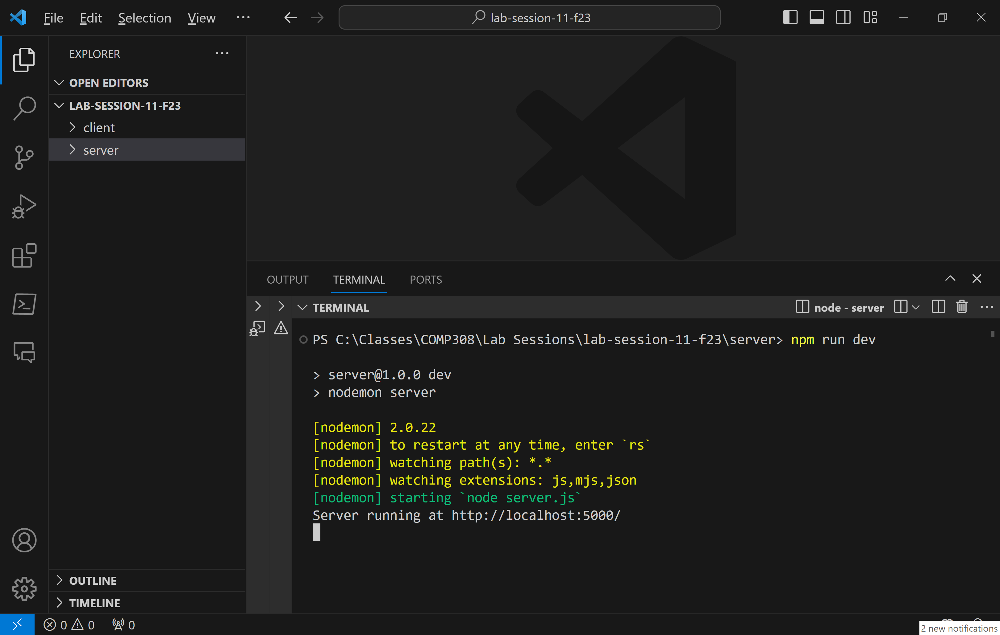 File Edit Selection View ··· lab-session-11-f23
EXPLORER
OPEN EDITORS
LAB-SESSION-11-F23
client
server
OUTLINE
TIMELINE
OUTPUT TERMINAL PORTS
TERMINAL node - server
PS C:\Classes\COMP308\Lab Sessions\lab-session-11-f23\server> npm run dev
> server@1.0.0 dev
> nodemon server
[nodemon] 2.0.22
[nodemon] to restart at any time, enter `rs`
[nodemon] watching path(s): *.*
[nodemon] watching extensions: js,mjs,json
[nodemon] starting `node server.js`
Server running at http://localhost:5000/
0 0 0
2 new notifications